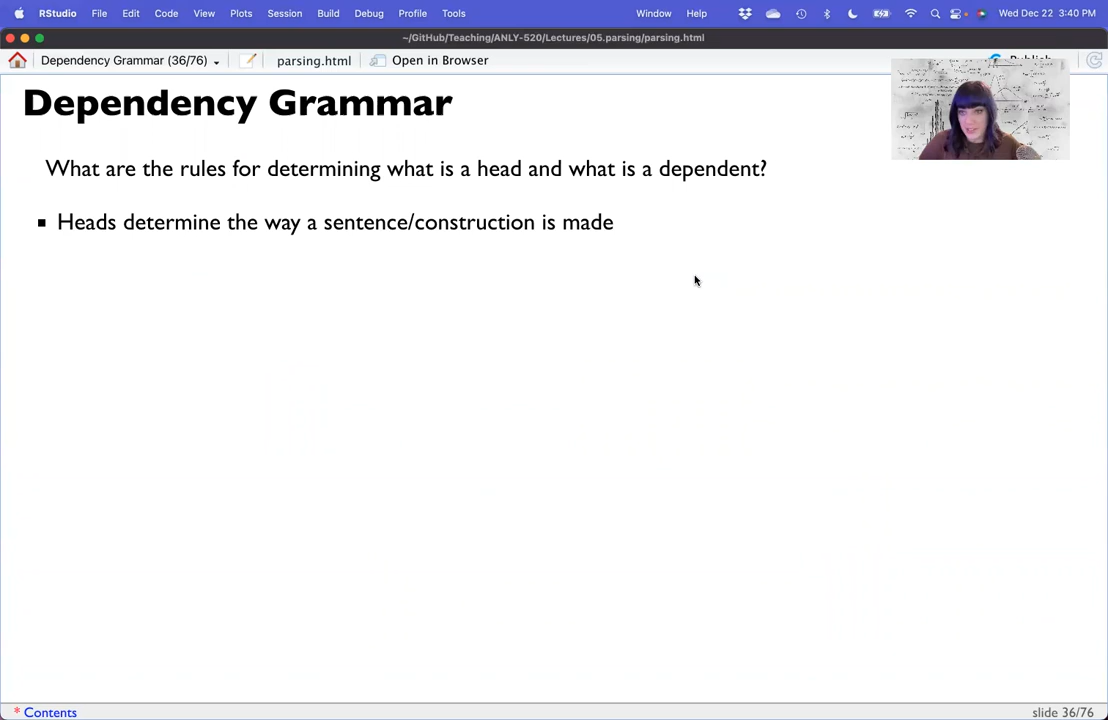 RStudio File Edit Code View Plots Session Build Debug Profile Tools Window Help Wed Dec 22 3:40 PM
~/GitHub/Teaching/ANLY-520/Lectures/05.parsing/parsing.html
Dependency Grammar (36/76) parsing.html Open in Browser Publish
Dependency Grammar
What are the rules for determining what is a head and what is a dependent?
Heads determine the way a sentence/construction is made
* Contents slide 36/76